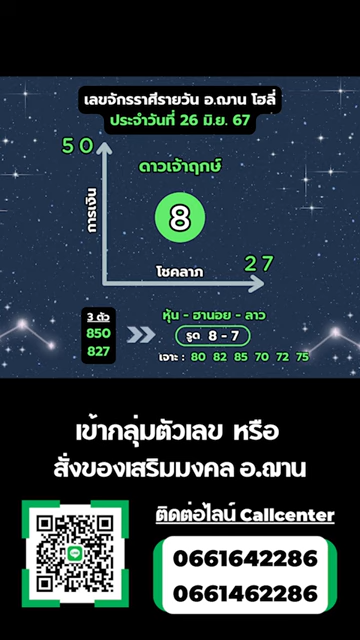 เลขจักรราศีรายวัน อ.ฌาน โฮลี่
ประจำวันที่ 26 มิ.ย. 67
50
ดาวเจ้าฤกษ์
การเงิน
8
โชคลาภ
27
3 ตัว
850
827
หุ้น - ฮานอย - ลาว
รูด 8 - 7
เจาะ : 80 82 85 70 72 75
เข้ากลุ่มตัวเลข หรือ
สั่งของเสริมมงคล อ.ฌาน
ติดต่อไลน์ Callcenter
0661642286
0661462286